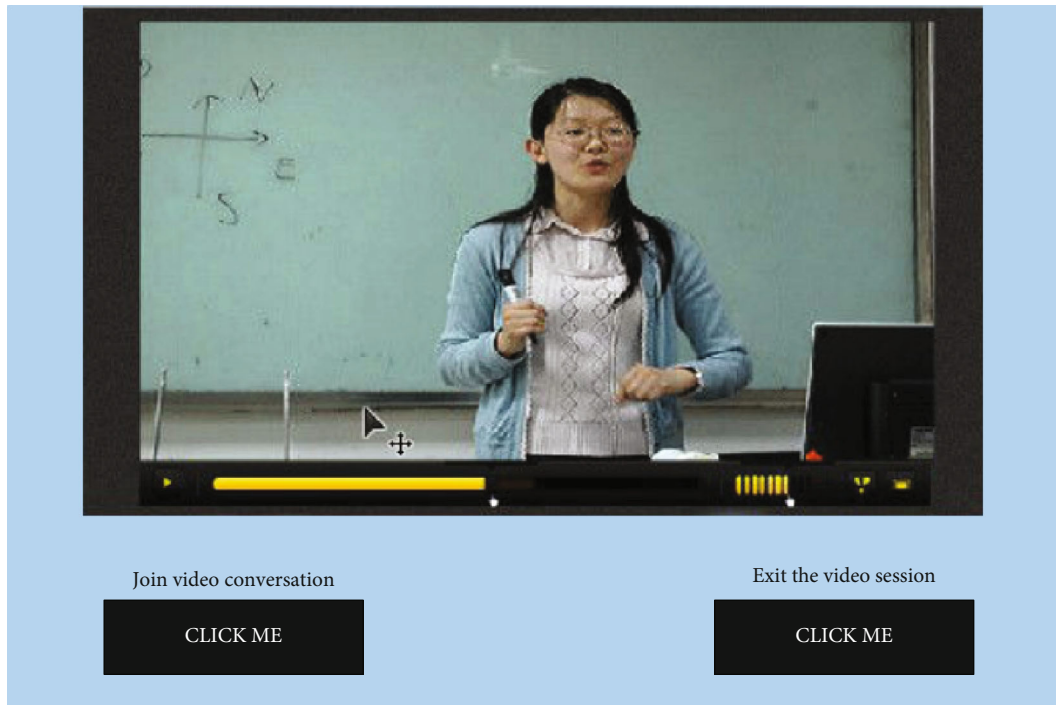 N
E
S
Join video conversation
Exit the video session
CLICK ME
CLICK ME